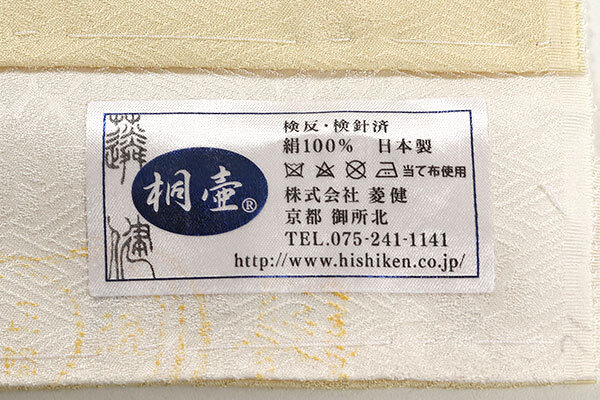 桐壺®
検反・検針済
絹100% 日本製
当て布使用
株式会社 菱健
京都 御所北
TEL.075-241-1141
http://www.hishiken.co.jp/